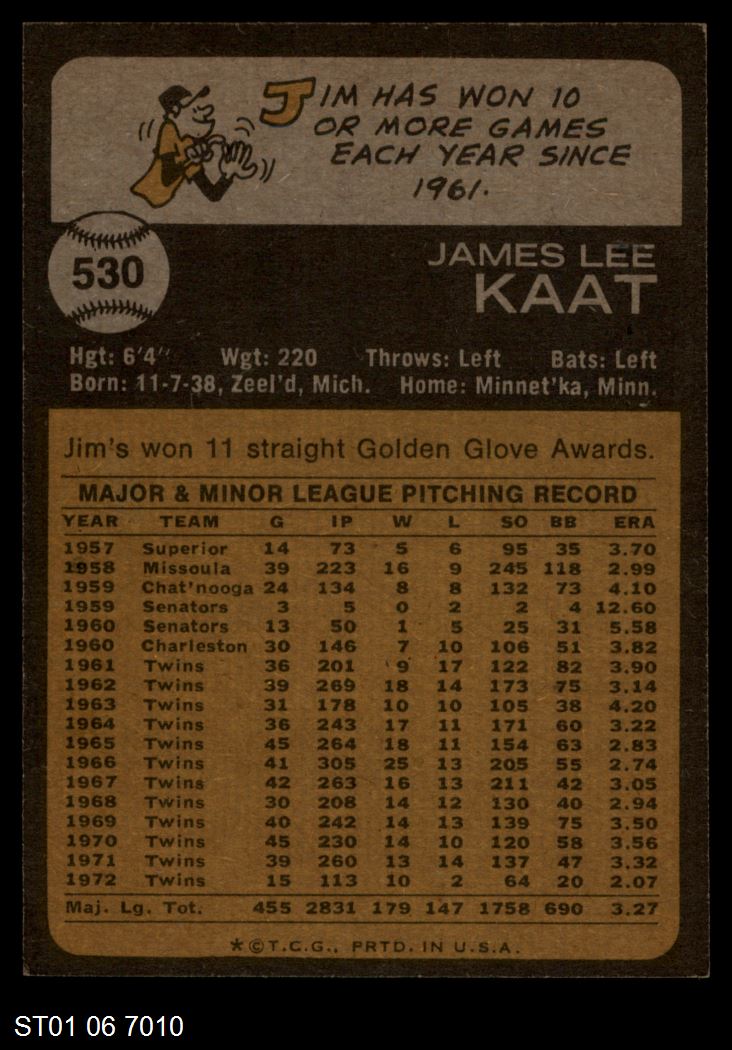 JIM HAS WON 10
OR MORE GAMES
EACH YEAR SINCE
1961.
530
JAMES LEE
KAAT
Hgt: 6'4" Wgt: 220 Throws: Left Bats: Left
Born: 11-7-38, Zeel'd, Mich. Home: Minnet'ka, Minn.
Jim's won 11 straight Golden Glove Awards.
MAJOR & MINOR LEAGUE PITCHING RECORD
YEAR TEAM G IP W L SO BB ERA
1957 Superior 14 73 5 6 95 35 3.70
1958 Missoula 39 223 16 9 245 118 2.99
1959 Chat'nooga 24 134 8 8 132 73 4.10
1959 Senators 3 5 0 2 2 4 12.60
1960 Senators 13 50 1 5 25 31 5.58
1960 Charleston 30 146 7 10 106 51 3.82
1961 Twins 36 201 9 17 122 82 3.90
1962 Twins 39 269 18 14 173 75 3.14
1963 Twins 31 178 10 10 105 38 4.20
1964 Twins 36 243 17 11 171 60 3.22
1965 Twins 45 264 18 11 154 63 2.83
1966 Twins 41 305 25 13 205 55 2.74
1967 Twins 42 263 16 13 211 42 3.05
1968 Twins 30 208 14 12 130 40 2.94
1969 Twins 40 242 14 13 139 75 3.50
1970 Twins 45 230 14 10 120 58 3.56
1971 Twins 39 260 13 14 137 47 3.32
1972 Twins 15 113 10 2 64 20 2.07
Maj. Lg. Tot. 455 2831 179 147 1758 690 3.27
*©T.C.G., PRTD. IN U.S.A.
ST01 06 7010